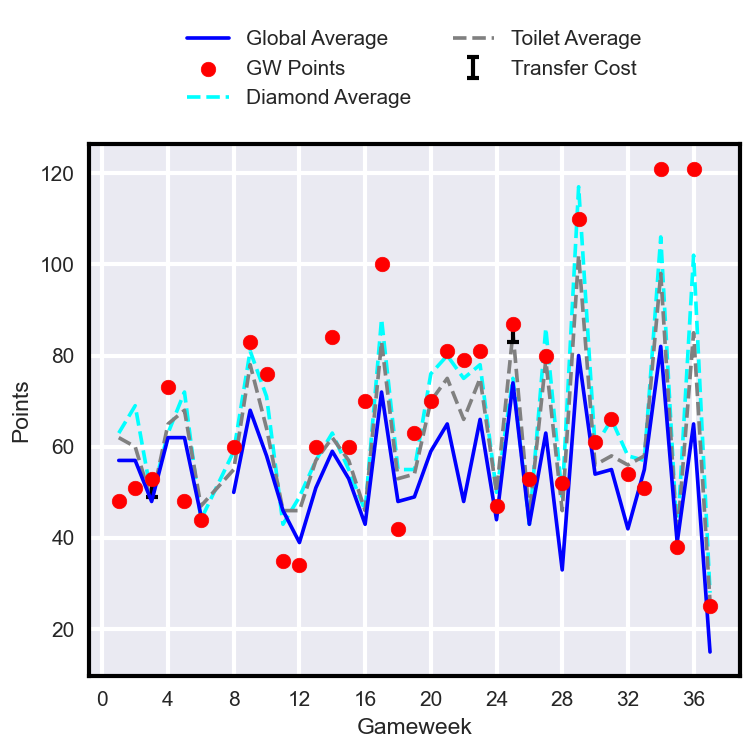 Global Average
GW Points
Diamond Average
Toilet Average
Transfer Cost
120
100
80
60
40
20
Points
0 4 8 12 16 20 24 28 32 36
Gameweek